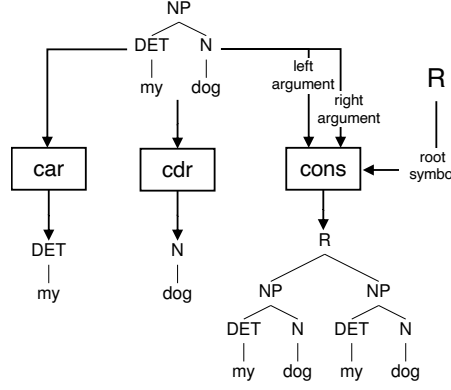 NP
DET N
my dog
left
argument
right
argument
R
root
symbo
car
cdr
cons
DET
my
N
dog
R
NP NP
DET N DET N
my dog my dog